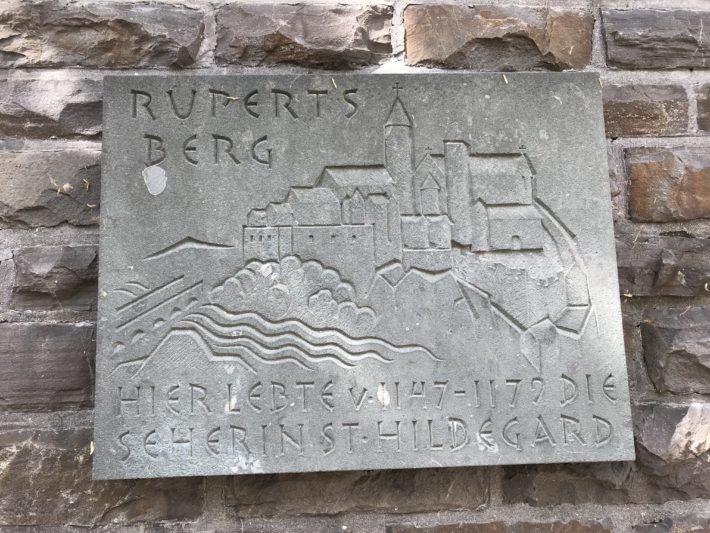 RUPERTS
BERG
HIER LEBTE v. 1147-1179 DIE
SEHERIN ST. HILDEGARD